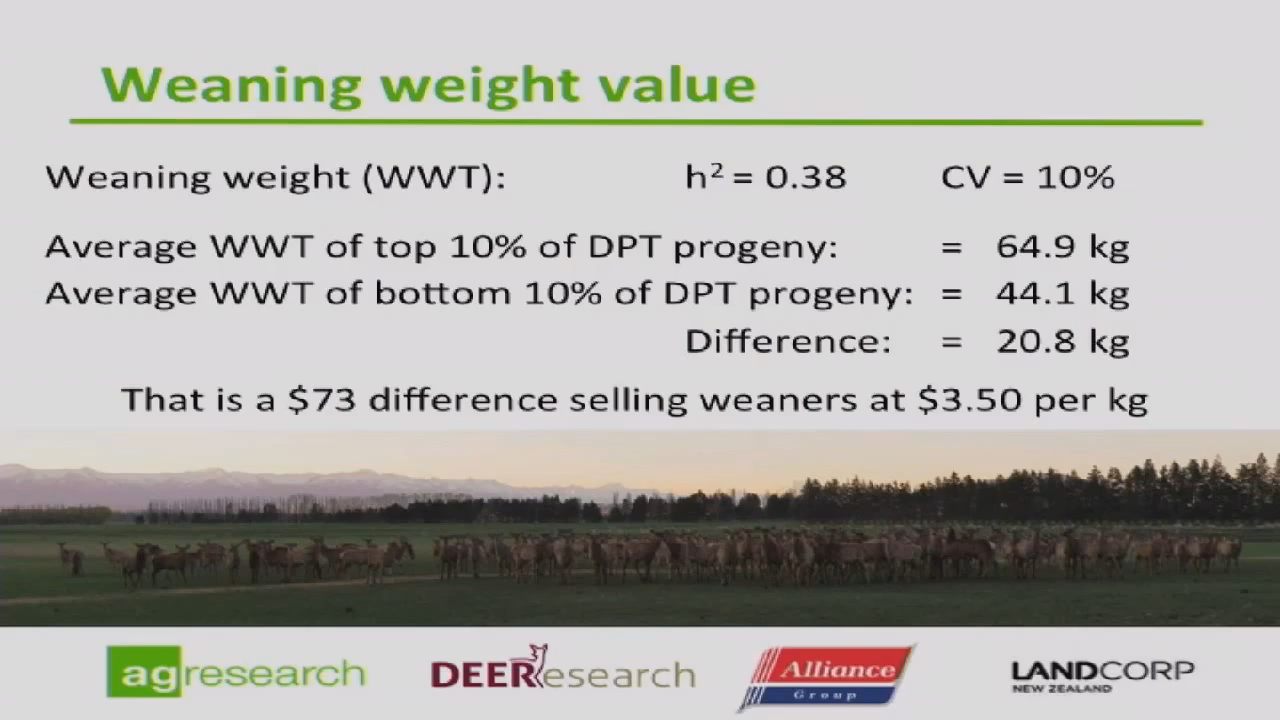 Weaning weight value
Weaning weight (WWT): h² = 0.38 CV = 10%
Average WWT of top 10% of DPT progeny: = 64.9 kg
Average WWT of bottom 10% of DPT progeny: = 44.1 kg
Difference: = 20.8 kg
That is a $73 difference selling weaners at $3.50 per kg
agresearch
DEEResearch
Alliance
Group
LANDCORP
NEW ZEALAND